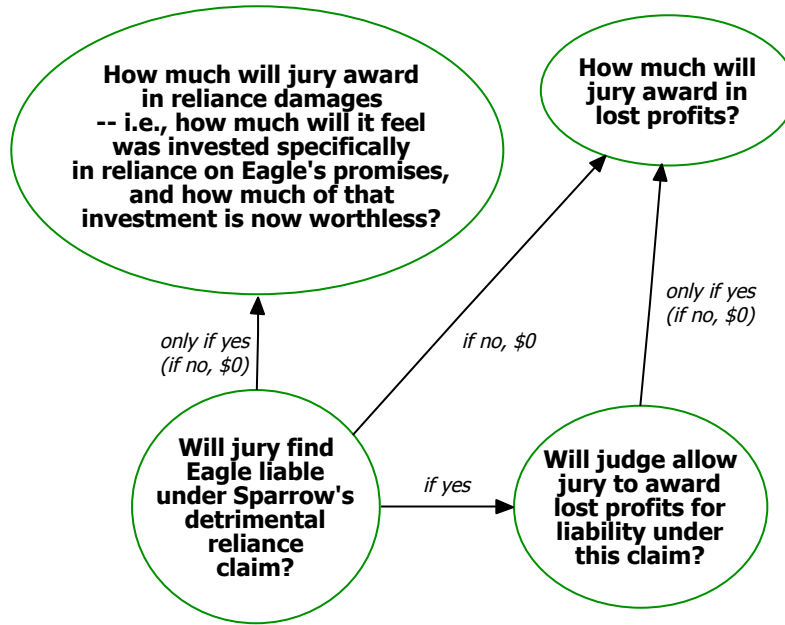 How much will jury award
in reliance damages
-- i.e., how much will it feel
was invested specifically
in reliance on Eagle's promises,
and how much of that
investment is now worthless?
How much will
jury award in
lost profits?
only if yes
(if no, $0)
if no, $0
only if yes
(if no, $0)
Will jury find
Eagle liable
under Sparrow's
detrimental
reliance
claim?
if yes
Will judge allow
jury to award
lost profits for
liability under
this claim?